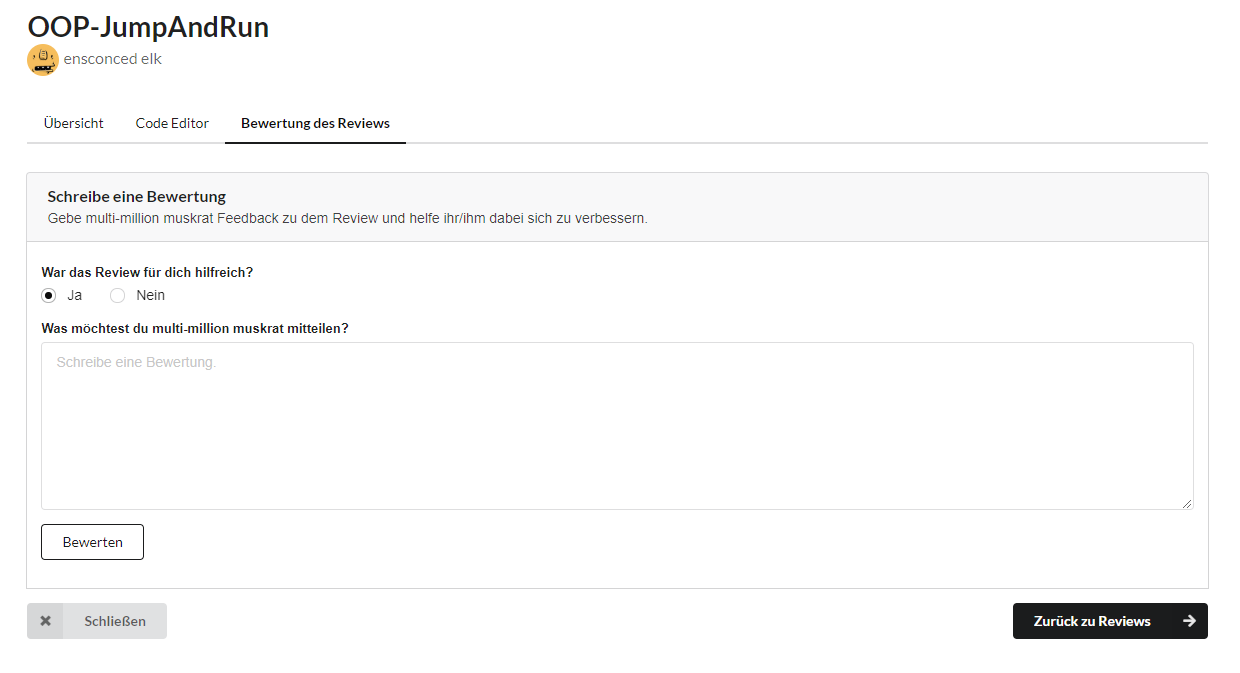 OOP-JumpAndRun
ensconced elk
Übersicht Code Editor Bewertung des Reviews
Schreibe eine Bewertung
Gebe multi-million muskrat Feedback zu dem Review und helfe ihr/ihm dabei sich zu verbessern.
War das Review für dich hilfreich?
Ja Nein
Was möchtest du multi-million muskrat mitteilen?
Schreibe eine Bewertung.
Bewerten
Schließen Zurück zu Reviews